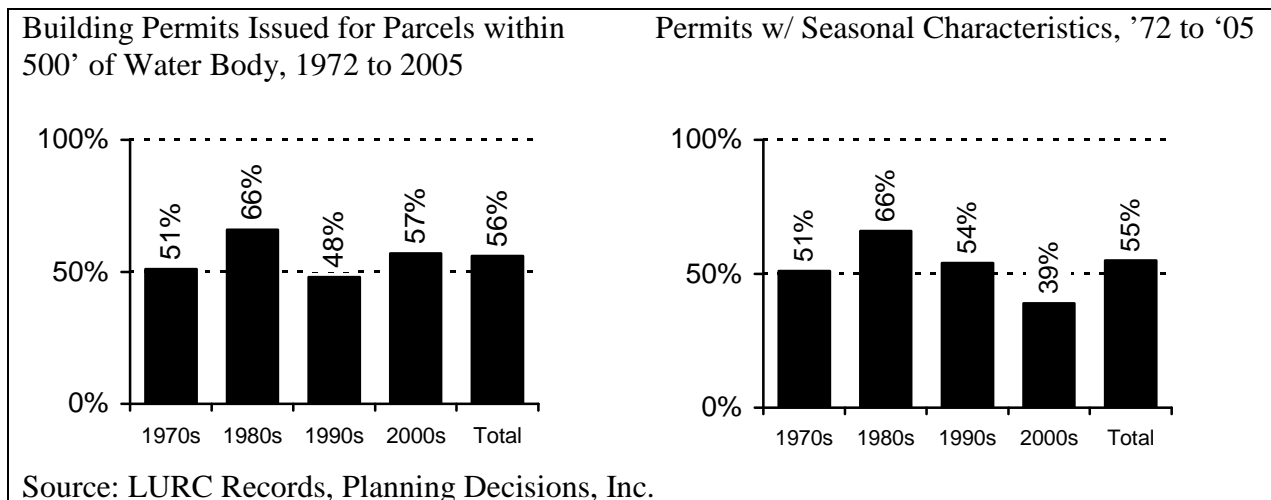 Building Permits Issued for Parcels within
500’ of Water Body, 1972 to 2005
100%
50%
0%
51%
66%
48%
57%
56%
1970s 1980s 1990s 2000s Total
Permits w/ Seasonal Characteristics, ’72 to ‘05
100%
50%
0%
51%
66%
54%
39%
55%
1970s 1980s 1990s 2000s Total
Source: LURC Records, Planning Decisions, Inc.